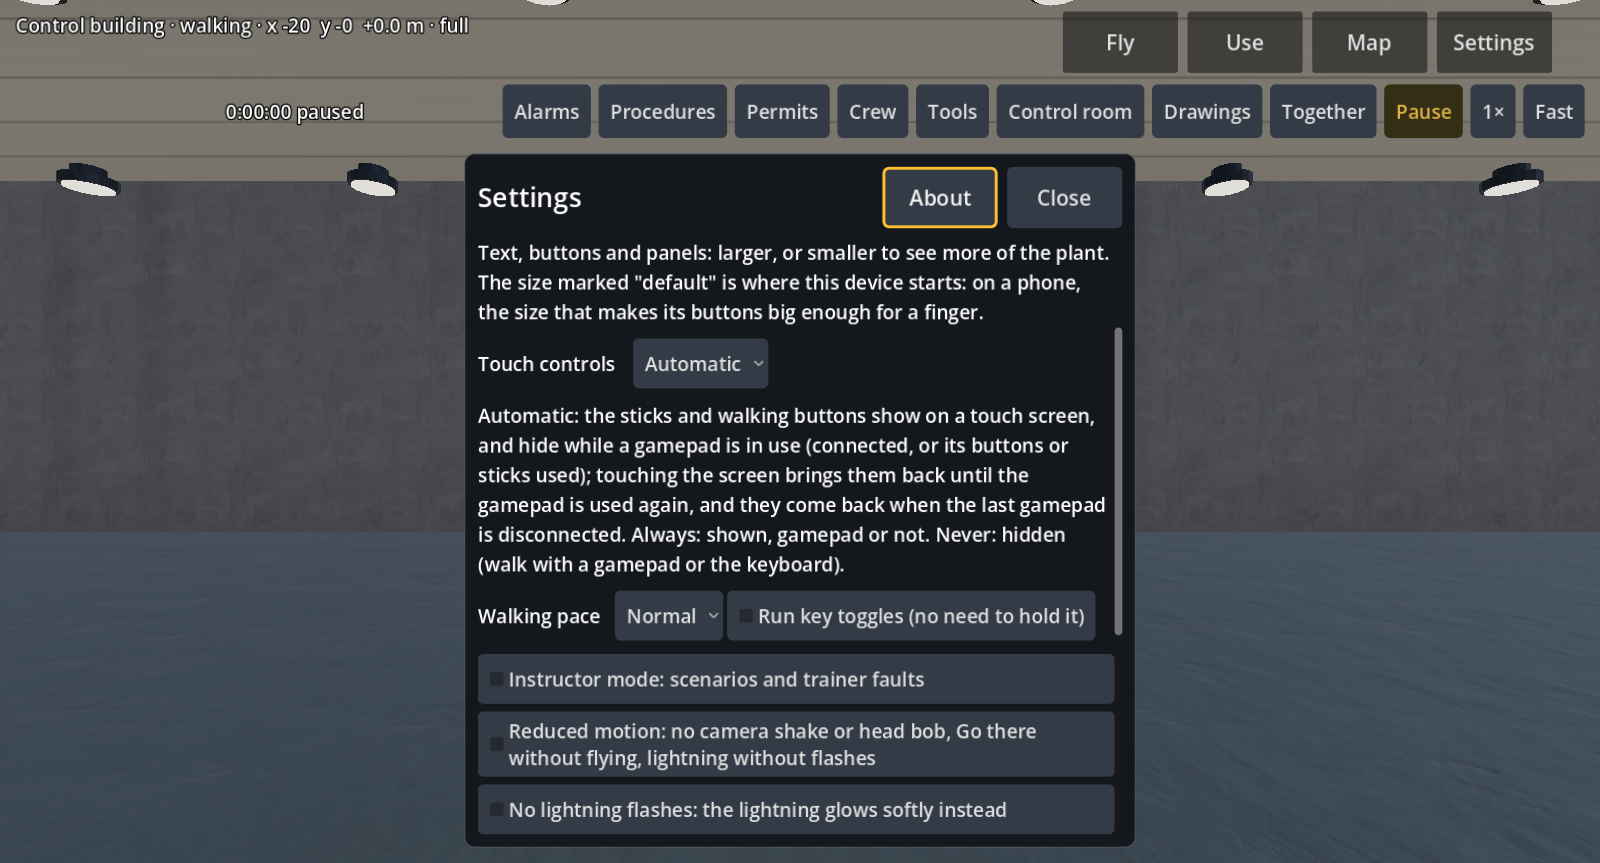 Control building · walking · x -20 y -0 +0.0 m · full
Fly
Use
Map
Settings
0:00:00 paused
Alarms
Procedures
Permits
Crew
Tools
Control room
Drawings
Together
Pause
1×
Fast
Settings
About
Close
Text, buttons and panels: larger, or smaller to see more of the plant.
The size marked "default" is where this device starts: on a phone,
the size that makes its buttons big enough for a finger.
Touch controls
Automatic
Automatic: the sticks and walking buttons show on a touch screen,
and hide while a gamepad is in use (connected, or its buttons or
sticks used); touching the screen brings them back until the
gamepad is used again, and they come back when the last gamepad
is disconnected. Always: shown, gamepad or not. Never: hidden
(walk with a gamepad or the keyboard).
Walking pace
Normal
Run key toggles (no need to hold it)
Instructor mode: scenarios and trainer faults
Reduced motion: no camera shake or head bob, Go there
without flying, lightning without flashes
No lightning flashes: the lightning glows softly instead